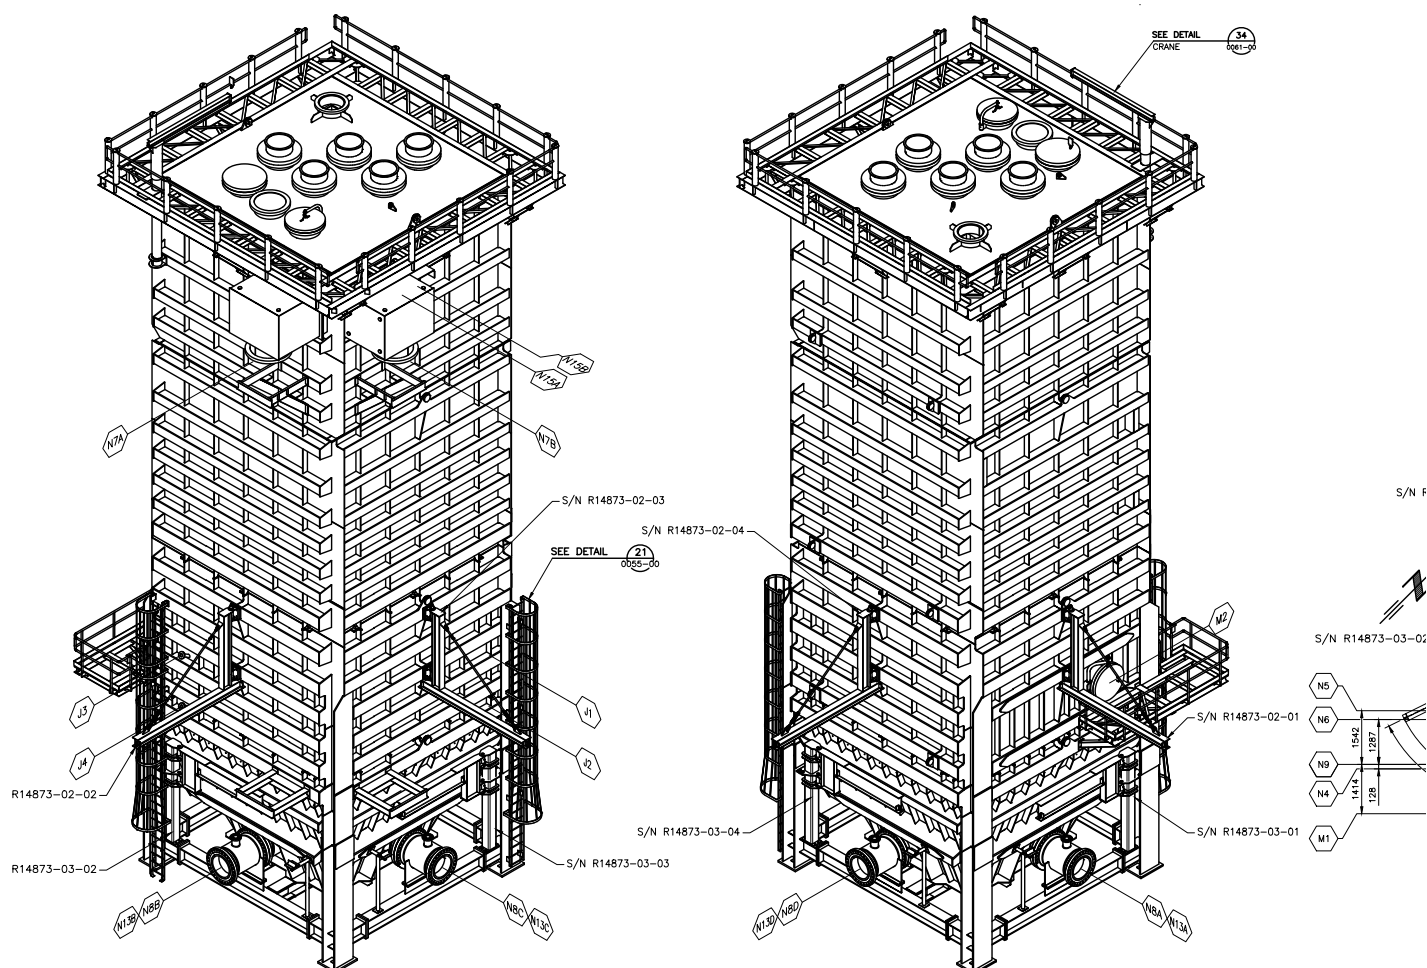 SEE DETAIL 34
CRANE 0061-00
N15B
N15A
N7A
N7B
S/N R14873-02-03
S/N R
S/N R14873-02-04
SEE DETAIL 21
0055-00
M2
S/N R14873-03-02
N5
J3
J1
S/N R14873-02-01
N6
1542
1287
J4
J2
N9
R14873-02-02
N4
1414
128
S/N R14873-03-04
S/N R14873-03-01
M1
R14873-03-02
S/N R14873-03-03
N13B
N8B
N8C
N13C
N13D
N8D
N8A
N13A